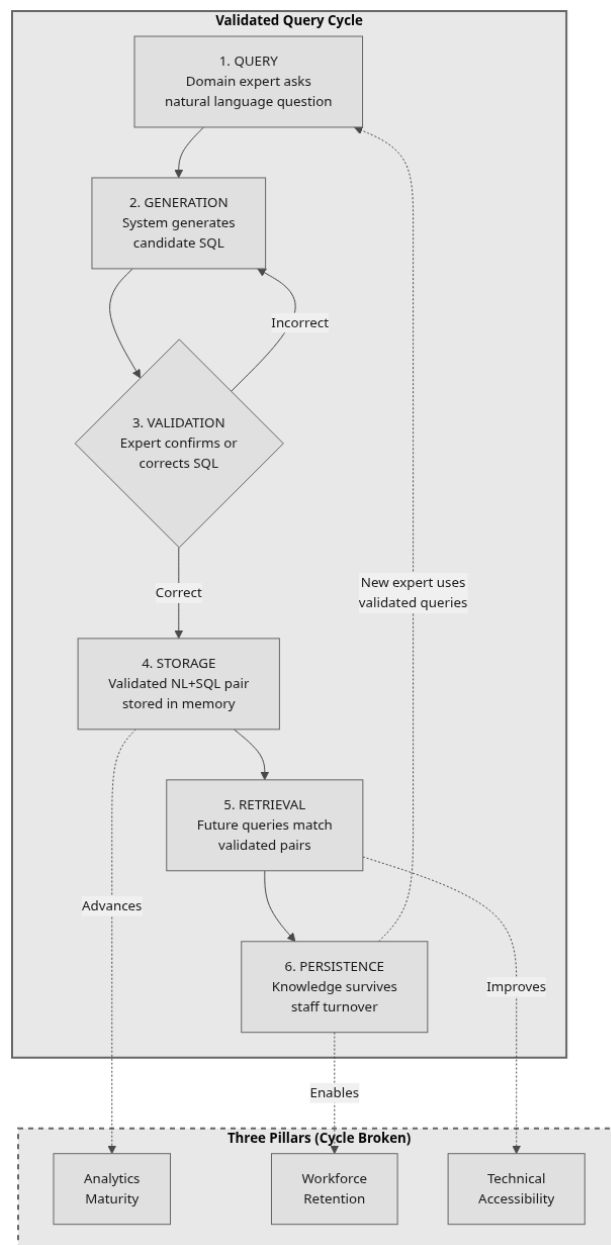 Validated Query Cycle
1. QUERY
Domain expert asks
natural language question
2. GENERATION
System generates
candidate SQL
Incorrect
3. VALIDATION
Expert confirms or
corrects SQL
New expert uses
validated queries
Correct
4. STORAGE
Validated NL+SQL pair
stored in memory
5. RETRIEVAL
Future queries match
validated pairs
Advances
6. PERSISTENCE
Knowledge survives
staff turnover
Improves
Enables
Three Pillars (Cycle Broken)
Analytics
Maturity
Workforce
Retention
Technical
Accessibility